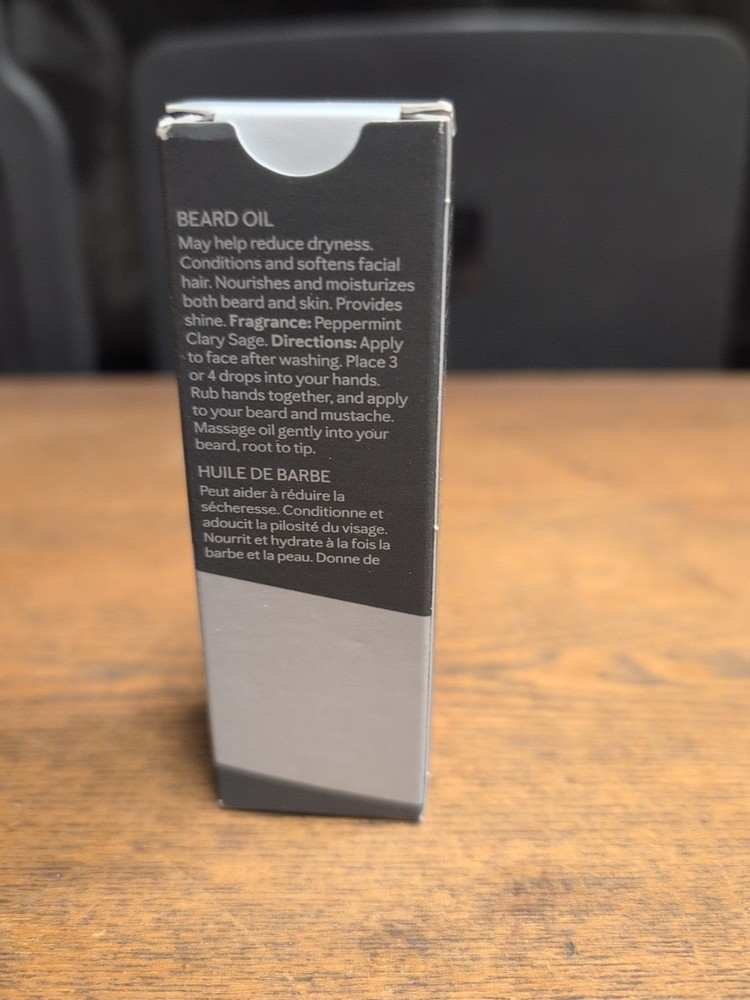 BEARD OIL
May help reduce dryness.
Conditions and softens facial
hair. Nourishes and moisturizes
both beard and skin. Provides
shine. Fragrance: Peppermint
Clary Sage. Directions: Apply
to face after washing. Place 3
or 4 drops into your hands.
Rub hands together, and apply
to your beard and mustache.
Massage oil gently into your
beard, root to tip.
HUILE DE BARBE
Peut aider à réduire la
sécheresse. Conditionne et
adoucit la pilosité du visage.
Nourrit et hydrate à la fois la
barbe et la peau. Donne de